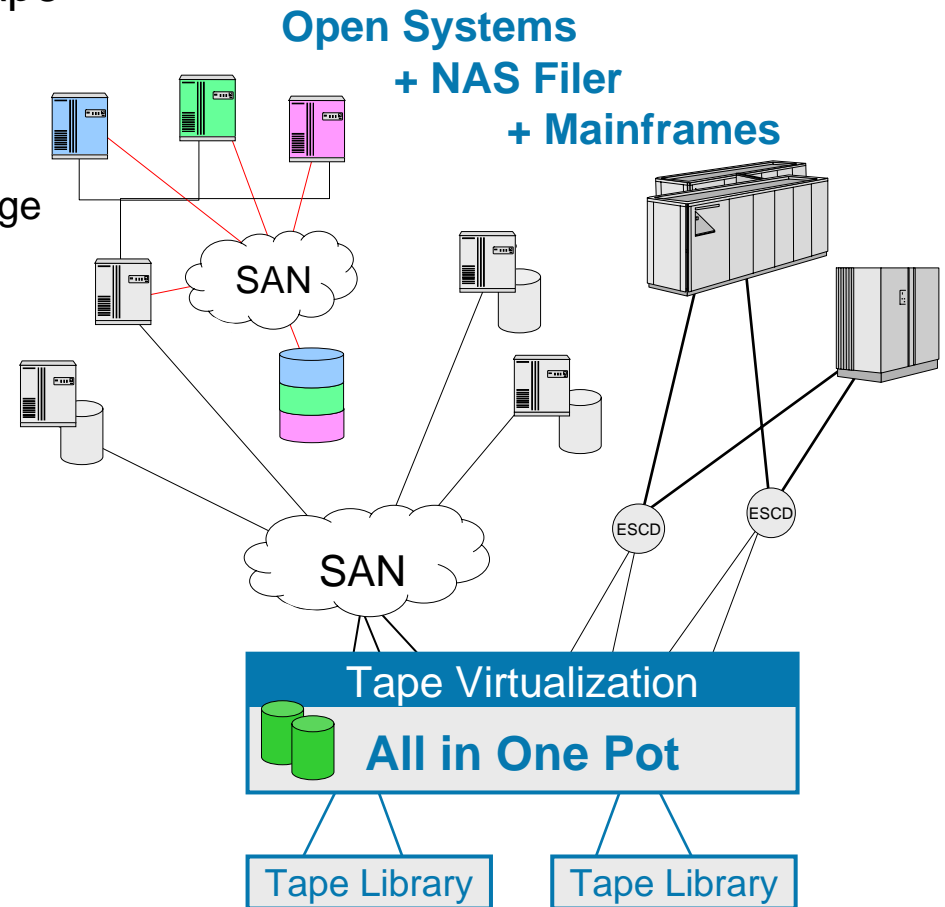 Open Systems
+ NAS Filer
+ Mainframes
ge
SAN
ESCD
ESCD
SAN
Tape Virtualization
All in One Pot
Tape Library
Tape Library